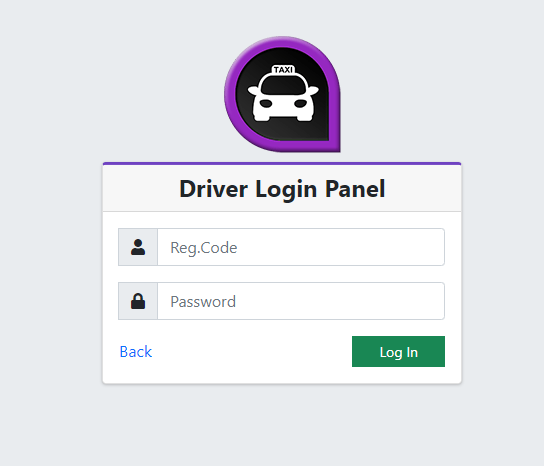 TAXI
Driver Login Panel
Reg.Code
Password
Back
Log In